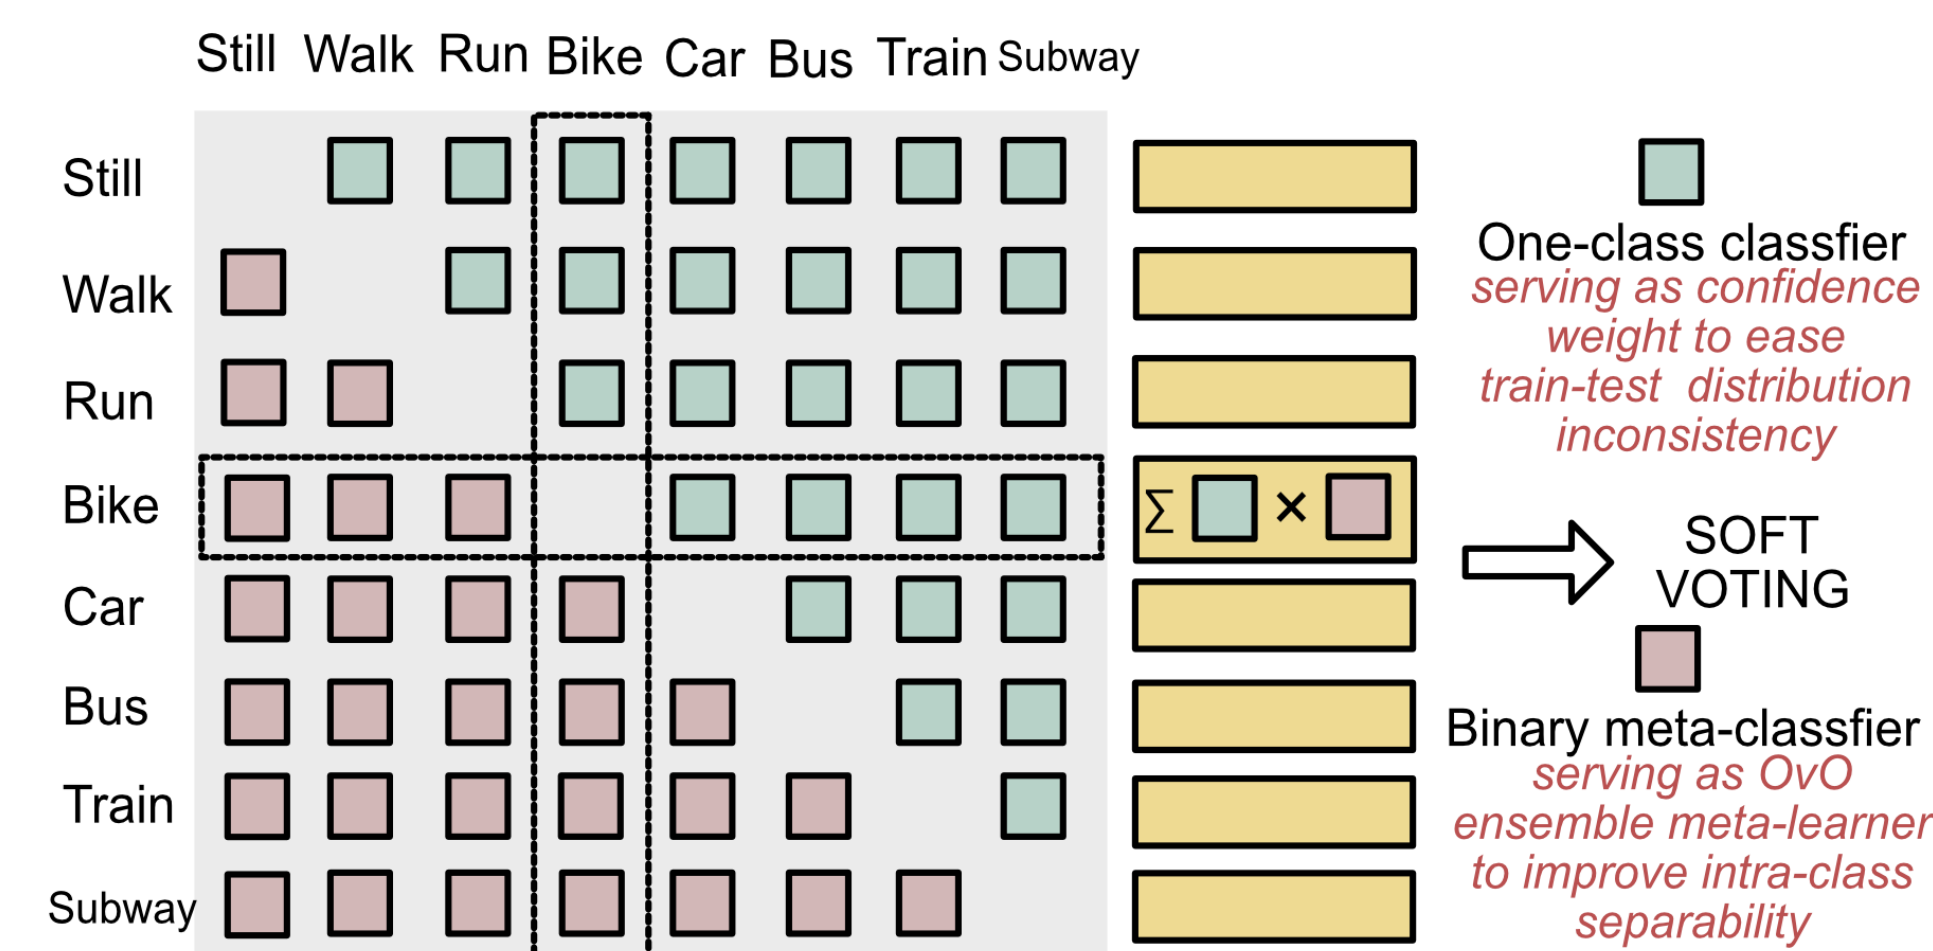 Still Walk Run Bike Car Bus Train Subway
Still
Walk
Run
Bike
Car
Bus
Train
Subway
∑ ×
One-class classfier
serving as confidence
weight to ease
train-test distribution
inconsistency
SOFT
VOTING
Binary meta-classfier
serving as OvO
ensemble meta-learner
to improve intra-class
separability